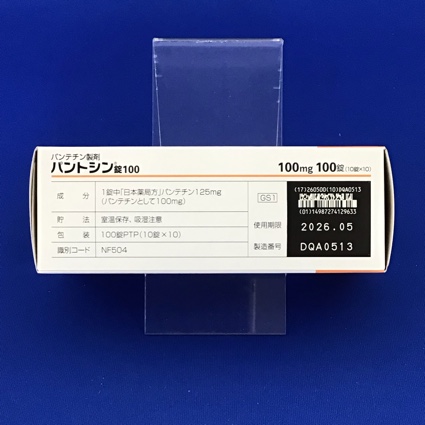 パンテチン製剤
パントシン®錠100
100mg 100錠(10錠×10)
成 分 1錠中「日本薬局方」パンテチン125mg
(パンテチンとして100mg)
貯 法 室温保存、吸湿注意
包 装 100錠PTP(10錠×10)
識別コード NF504
GS1
使用期限
製造番号
(17)260500(10)DQA0513
(01)14987274129633
2026.05
DQA0513